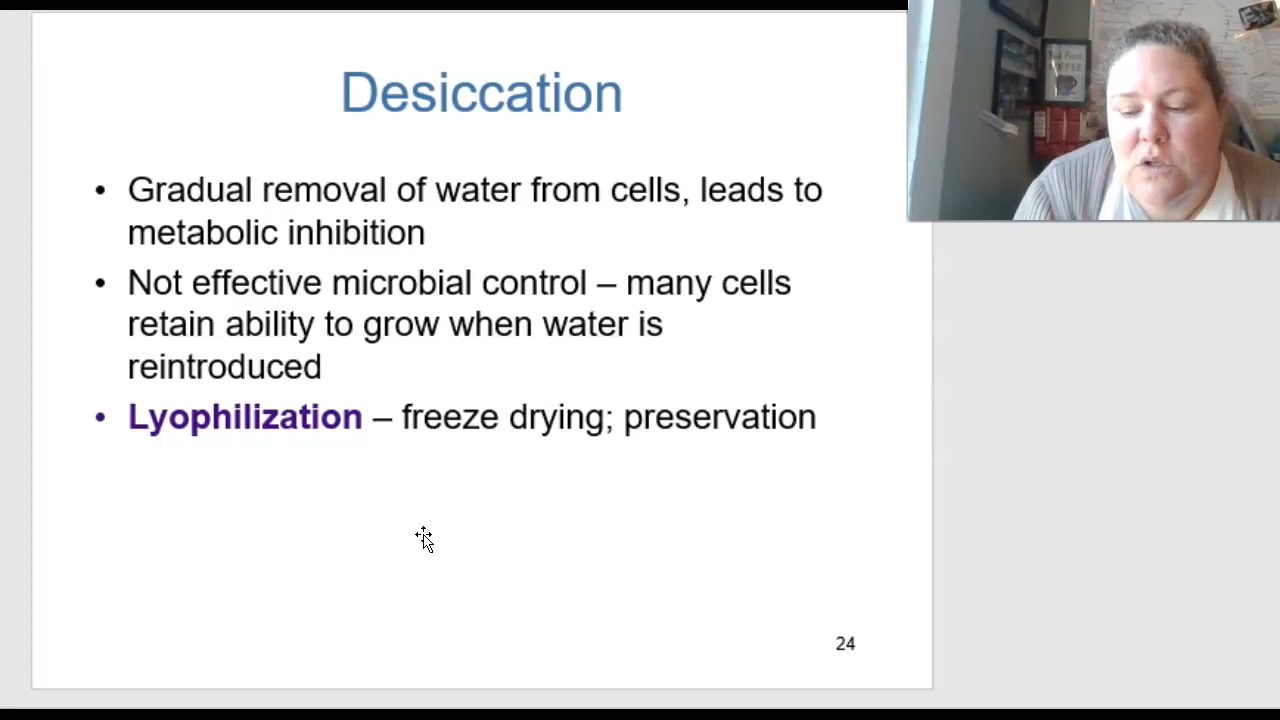 Desiccation
• Gradual removal of water from cells, leads to
metabolic inhibition
• Not effective microbial control – many cells
retain ability to grow when water is
reintroduced
• Lyophilization – freeze drying; preservation
24
COFFEE